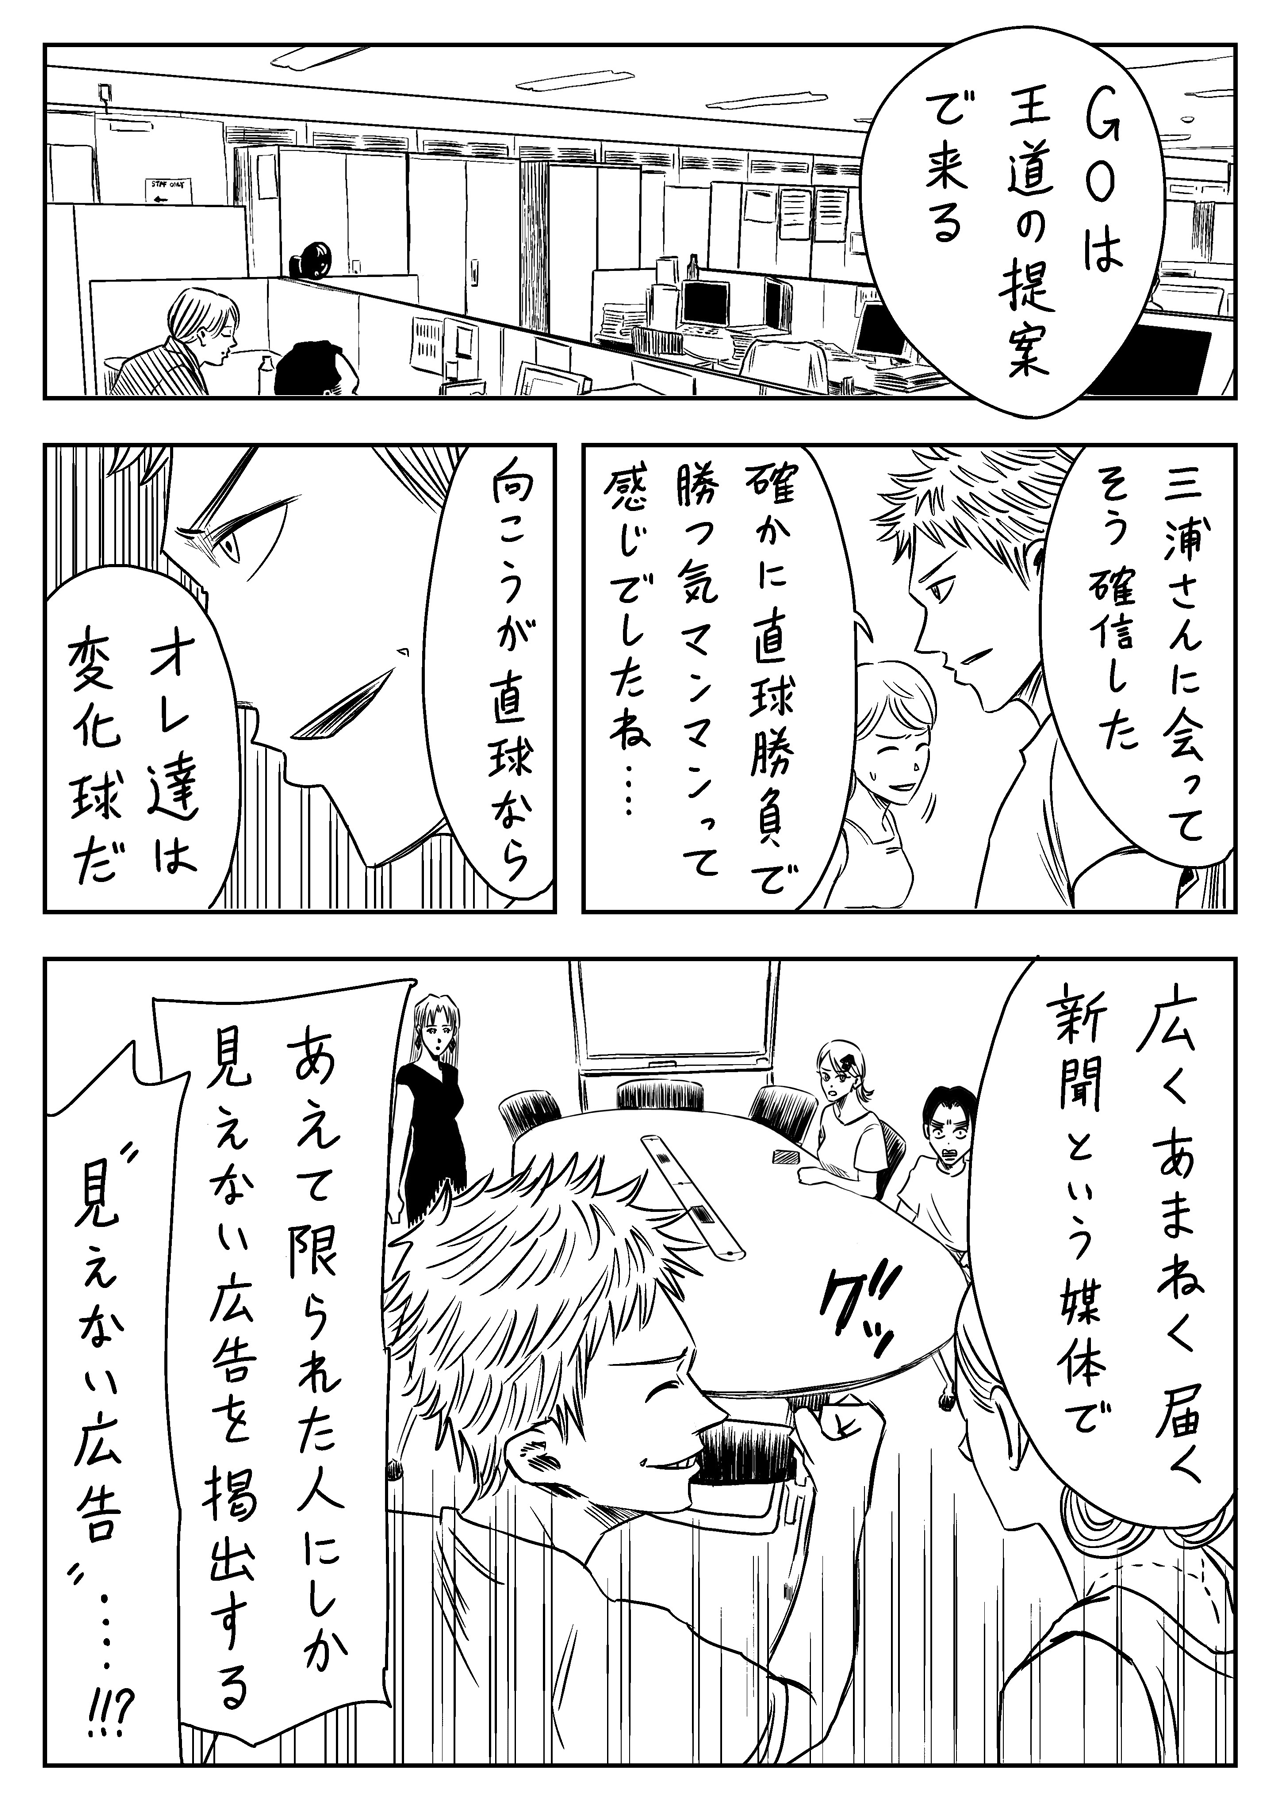 GOは
王道の提案
で来る
STAF ONLY
三浦さんに会って
そう確信した
確かに直球勝負で
勝つ気マンマンって
感じでしたね……
向こうが直球なら
オレ達は
変化球だ
広くあまねく届く
新聞という媒体で
グッ
あえて限られた人にしか
見えない広告を掲出する
〝見えない広告〟……!!?